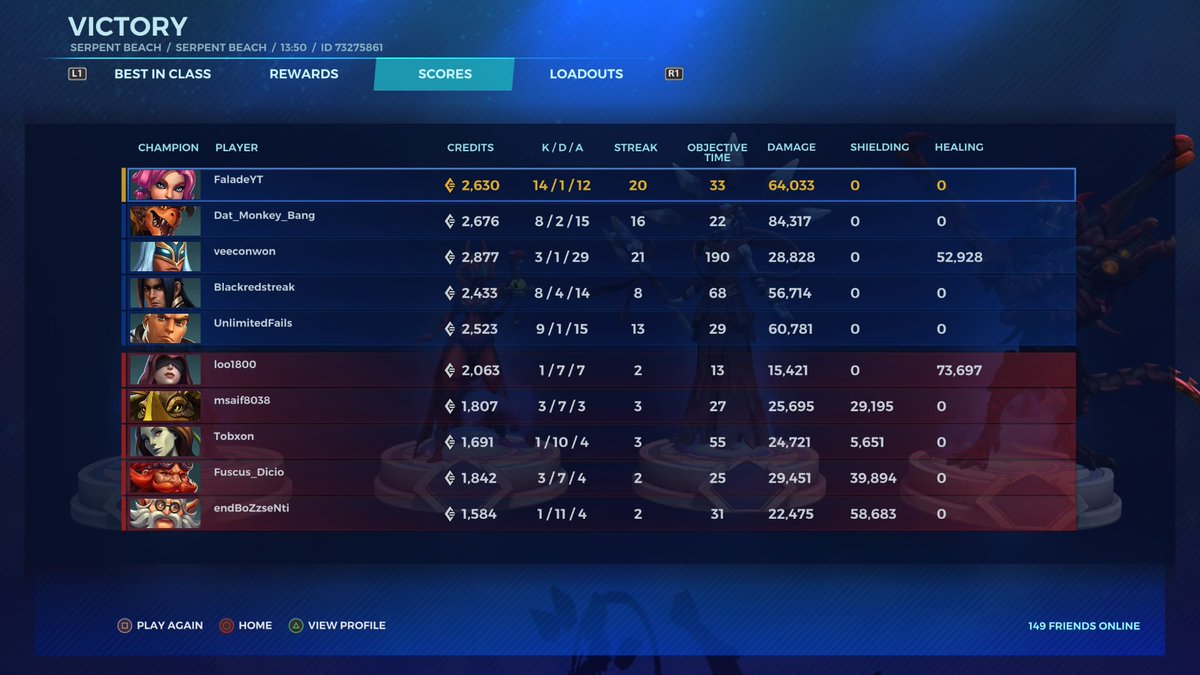 VICTORY
SERPENT BEACH / SERPENT BEACH / 13:50 / ID 73275861
L1 BEST IN CLASS REWARDS SCORES LOADOUTS R1
CHAMPION PLAYER CREDITS K / D / A STREAK OBJECTIVE TIME DAMAGE SHIELDING HEALING
FaladeYT 2,630 14 / 1 / 12 20 33 64,033 0 0
Dat_Monkey_Bang 2,676 8 / 2 / 15 16 22 84,317 0 0
veeconwon 2,877 3 / 1 / 29 21 190 28,828 0 52,928
Blackredstreak 2,433 8 / 4 / 14 8 68 56,714 0 0
UnlimitedFails 2,523 9 / 1 / 15 13 29 60,781 0 0
loo1800 2,063 1 / 7 / 7 2 13 15,421 0 73,697
msaif8038 1,807 3 / 7 / 3 3 27 25,695 29,195 0
Tobxon 1,691 1 / 10 / 4 3 55 24,721 5,651 0
Fuscus_Dicio 1,842 3 / 7 / 4 2 25 29,451 39,894 0
endBoZzseNti 1,584 1 / 11 / 4 2 31 22,475 58,683 0
PLAY AGAIN HOME VIEW PROFILE 149 FRIENDS ONLINE